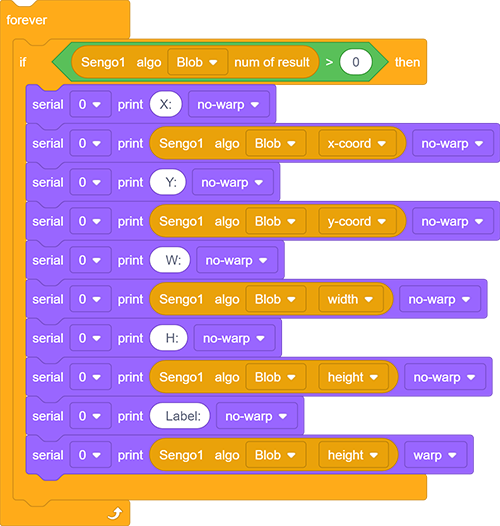 forever
if Sengo1 algo Blob num of result > 0 then
serial 0 print X: no-warp
serial 0 print Sengo1 algo Blob x-coord no-warp
serial 0 print Y: no-warp
serial 0 print Sengo1 algo Blob y-coord no-warp
serial 0 print W: no-warp
serial 0 print Sengo1 algo Blob width no-warp
serial 0 print H: no-warp
serial 0 print Sengo1 algo Blob height no-warp
serial 0 print Label: no-warp
serial 0 print Sengo1 algo Blob height warp